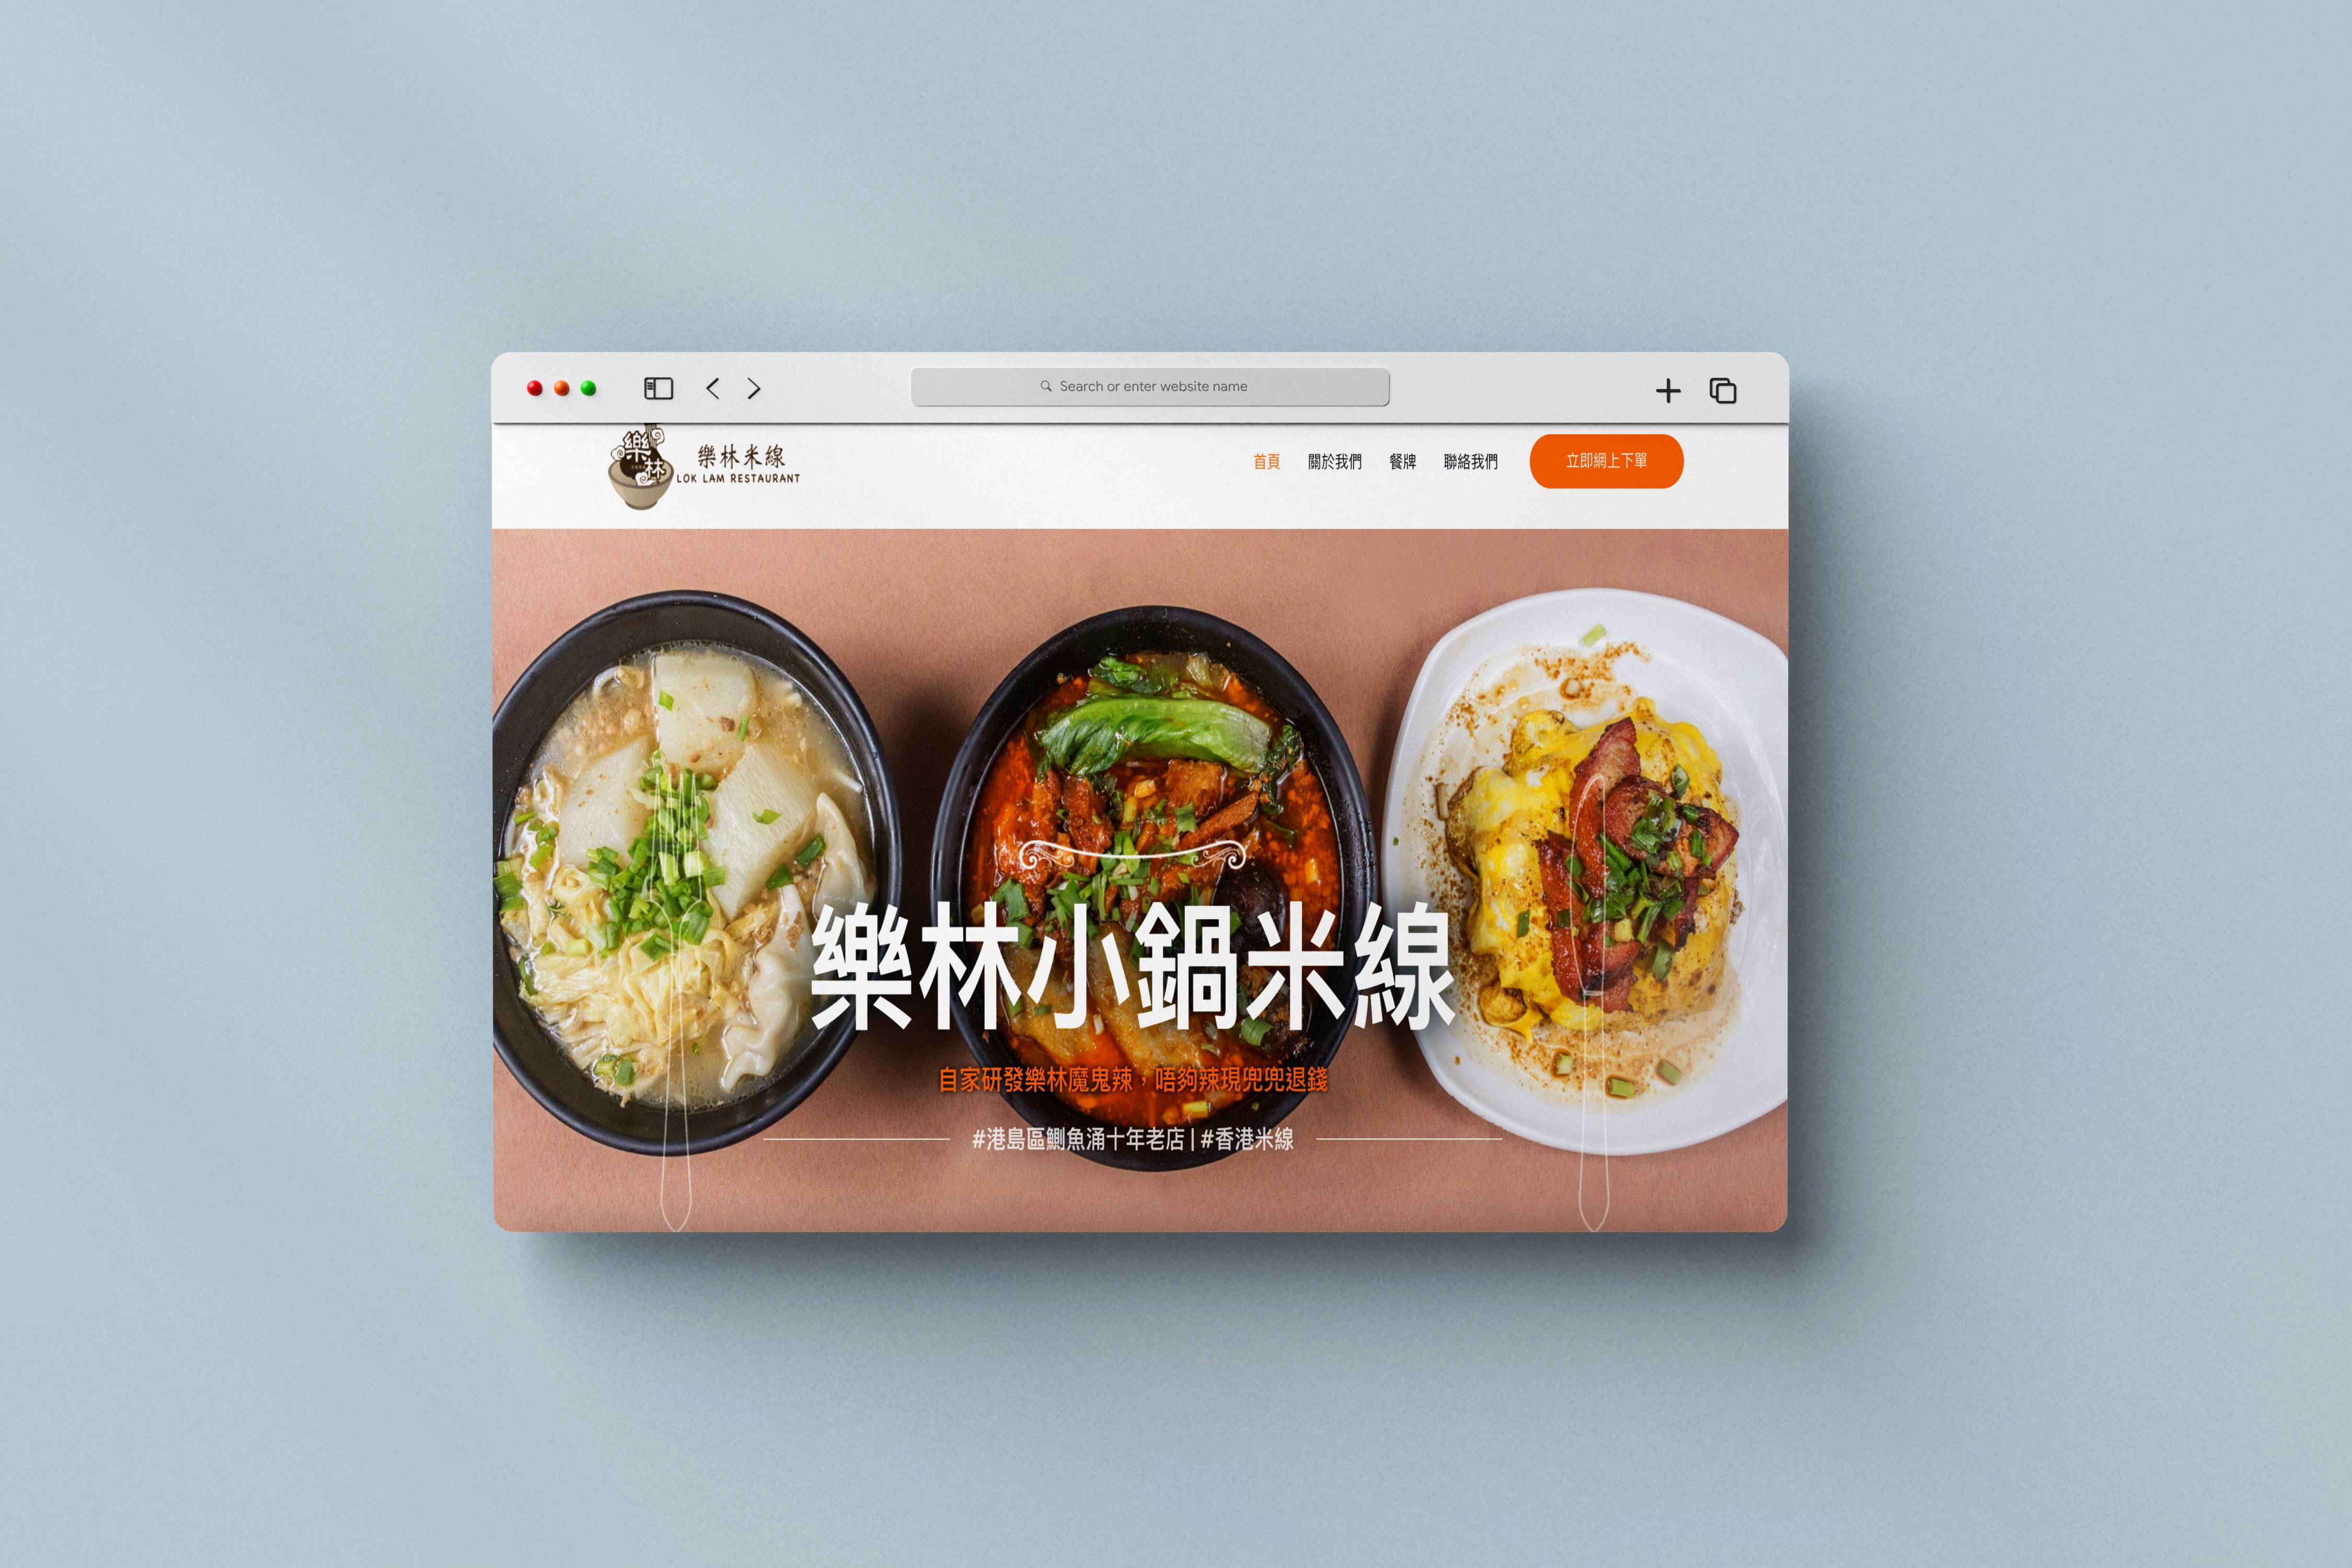 Search or enter website name
樂林
樂林米線
LOK LAM RESTAURANT
首頁 關於我們 餐牌 聯絡我們 立即網上下單
樂林小鍋米線
自家研發樂林魔鬼辣，唔夠辣現兜兜退錢
#港島區鰂魚涌十年老店 | #香港米線